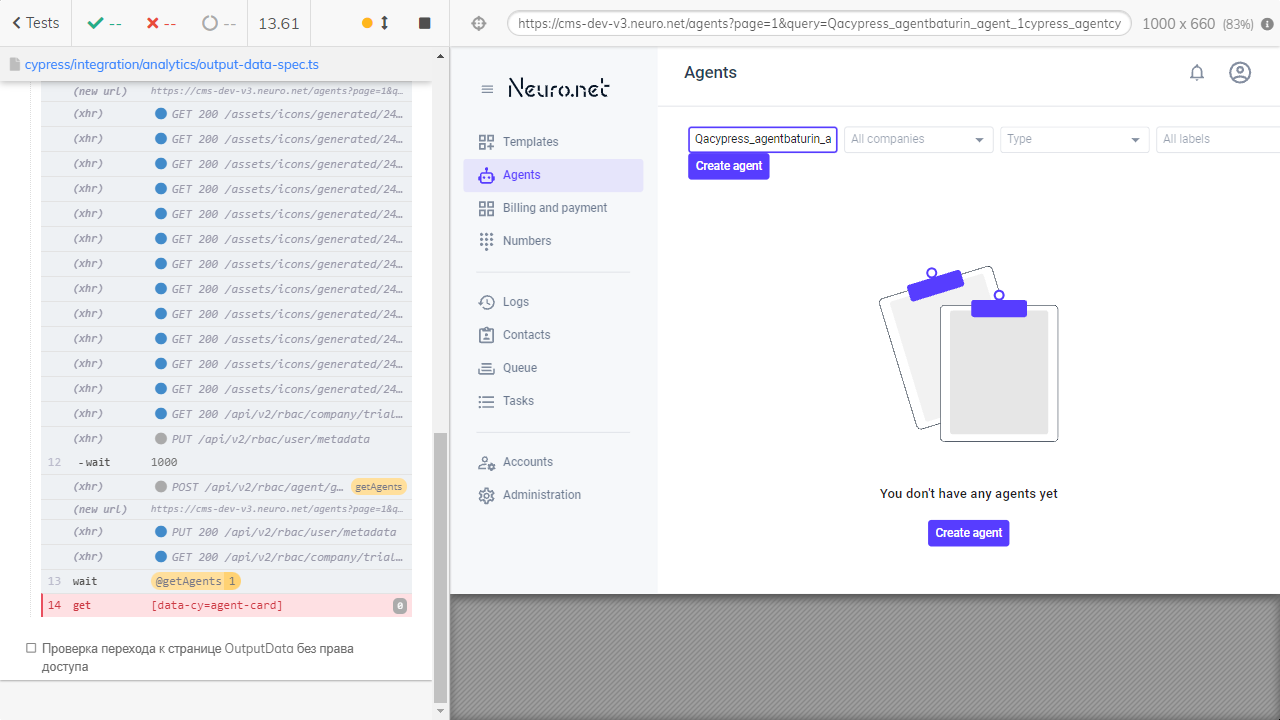 Tests
--
--
--
13.61
https://cms-dev-v3.neuro.net/agents?page=1&query=Qacypress_agentbaturin_agent_1cypress_agentcy
1000 x 660 (83%)
cypress/integration/analytics/output-data-spec.ts
(new url) https://cms-dev-v3.neuro.net/agents?page=1&q…
(xhr) GET 200 /assets/icons/generated/24…
(xhr) GET 200 /assets/icons/generated/24…
(xhr) GET 200 /assets/icons/generated/24…
(xhr) GET 200 /assets/icons/generated/24…
(xhr) GET 200 /assets/icons/generated/24…
(xhr) GET 200 /assets/icons/generated/24…
(xhr) GET 200 /assets/icons/generated/24…
(xhr) GET 200 /assets/icons/generated/24…
(xhr) GET 200 /assets/icons/generated/24…
(xhr) GET 200 /assets/icons/generated/24…
(xhr) GET 200 /assets/icons/generated/24…
(xhr) GET 200 /assets/icons/generated/24…
(xhr) GET 200 /api/v2/rbac/company/trial…
(xhr) PUT /api/v2/rbac/user/metadata
12 -wait 1000
(xhr) POST /api/v2/rbac/agent/g… getAgents
(new url) https://cms-dev-v3.neuro.net/agents?page=1&q…
(xhr) PUT 200 /api/v2/rbac/user/metadata
(xhr) GET 200 /api/v2/rbac/company/trial…
13 wait @getAgents 1
14 get [data-cy=agent-card] 0
Проверка перехода к странице OutputData без права
доступа
Neuro.net
Templates
Agents
Billing and payment
Numbers
Logs
Contacts
Queue
Tasks
Accounts
Administration
Agents
Qacypress_agentbaturin_a
All companies
Type
All labels
Create agent
You don't have any agents yet
Create agent